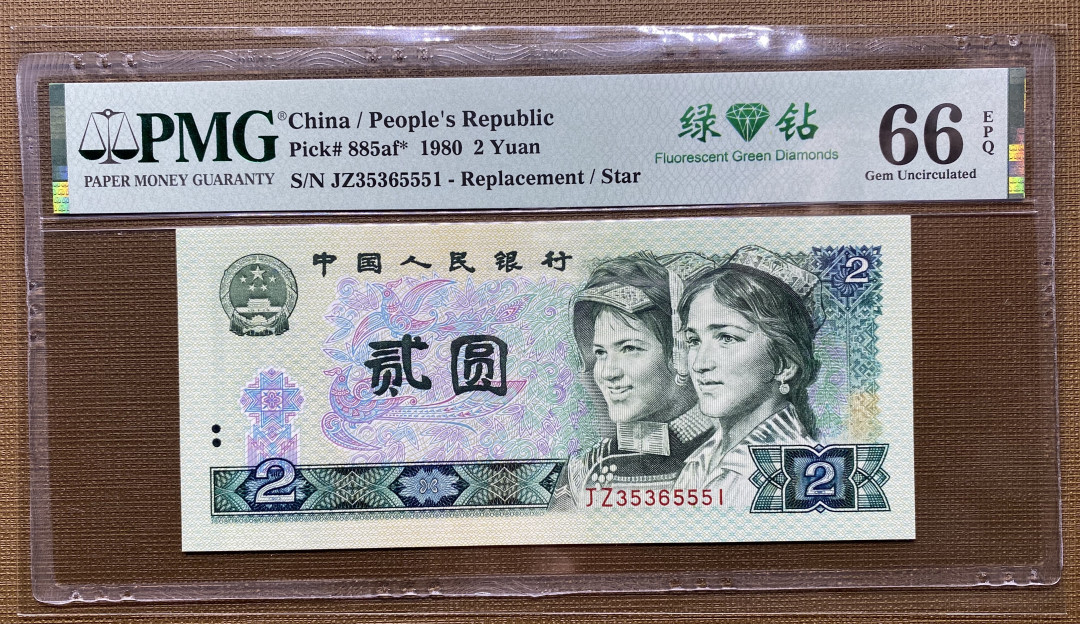 PMG®
PAPER MONEY GUARANTY
China / People's Republic
Pick# 885af* 1980 2 Yuan
S/N JZ35365551 - Replacement / Star
绿 钻
Fluorescent Green Diamonds
66
EPQ
Gem Uncirculated
中国人民银行
2
贰圆
2
2
JZ35365551